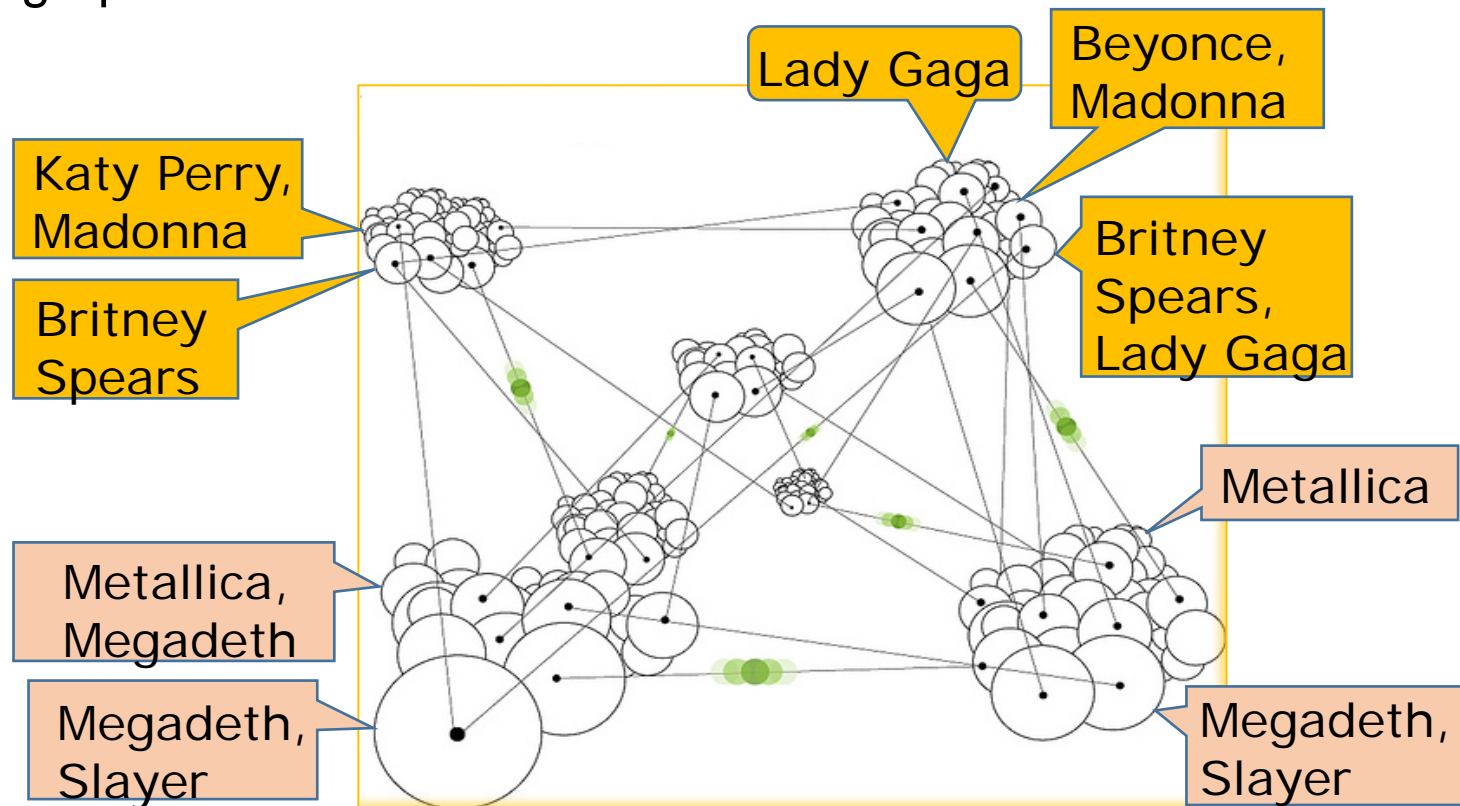 Lady Gaga
Beyonce,
Madonna
Katy Perry,
Madonna
Britney
Spears,
Lady Gaga
Britney
Spears
Metallica
Metallica,
Megadeth
Megadeth,
Slayer
Megadeth,
Slayer